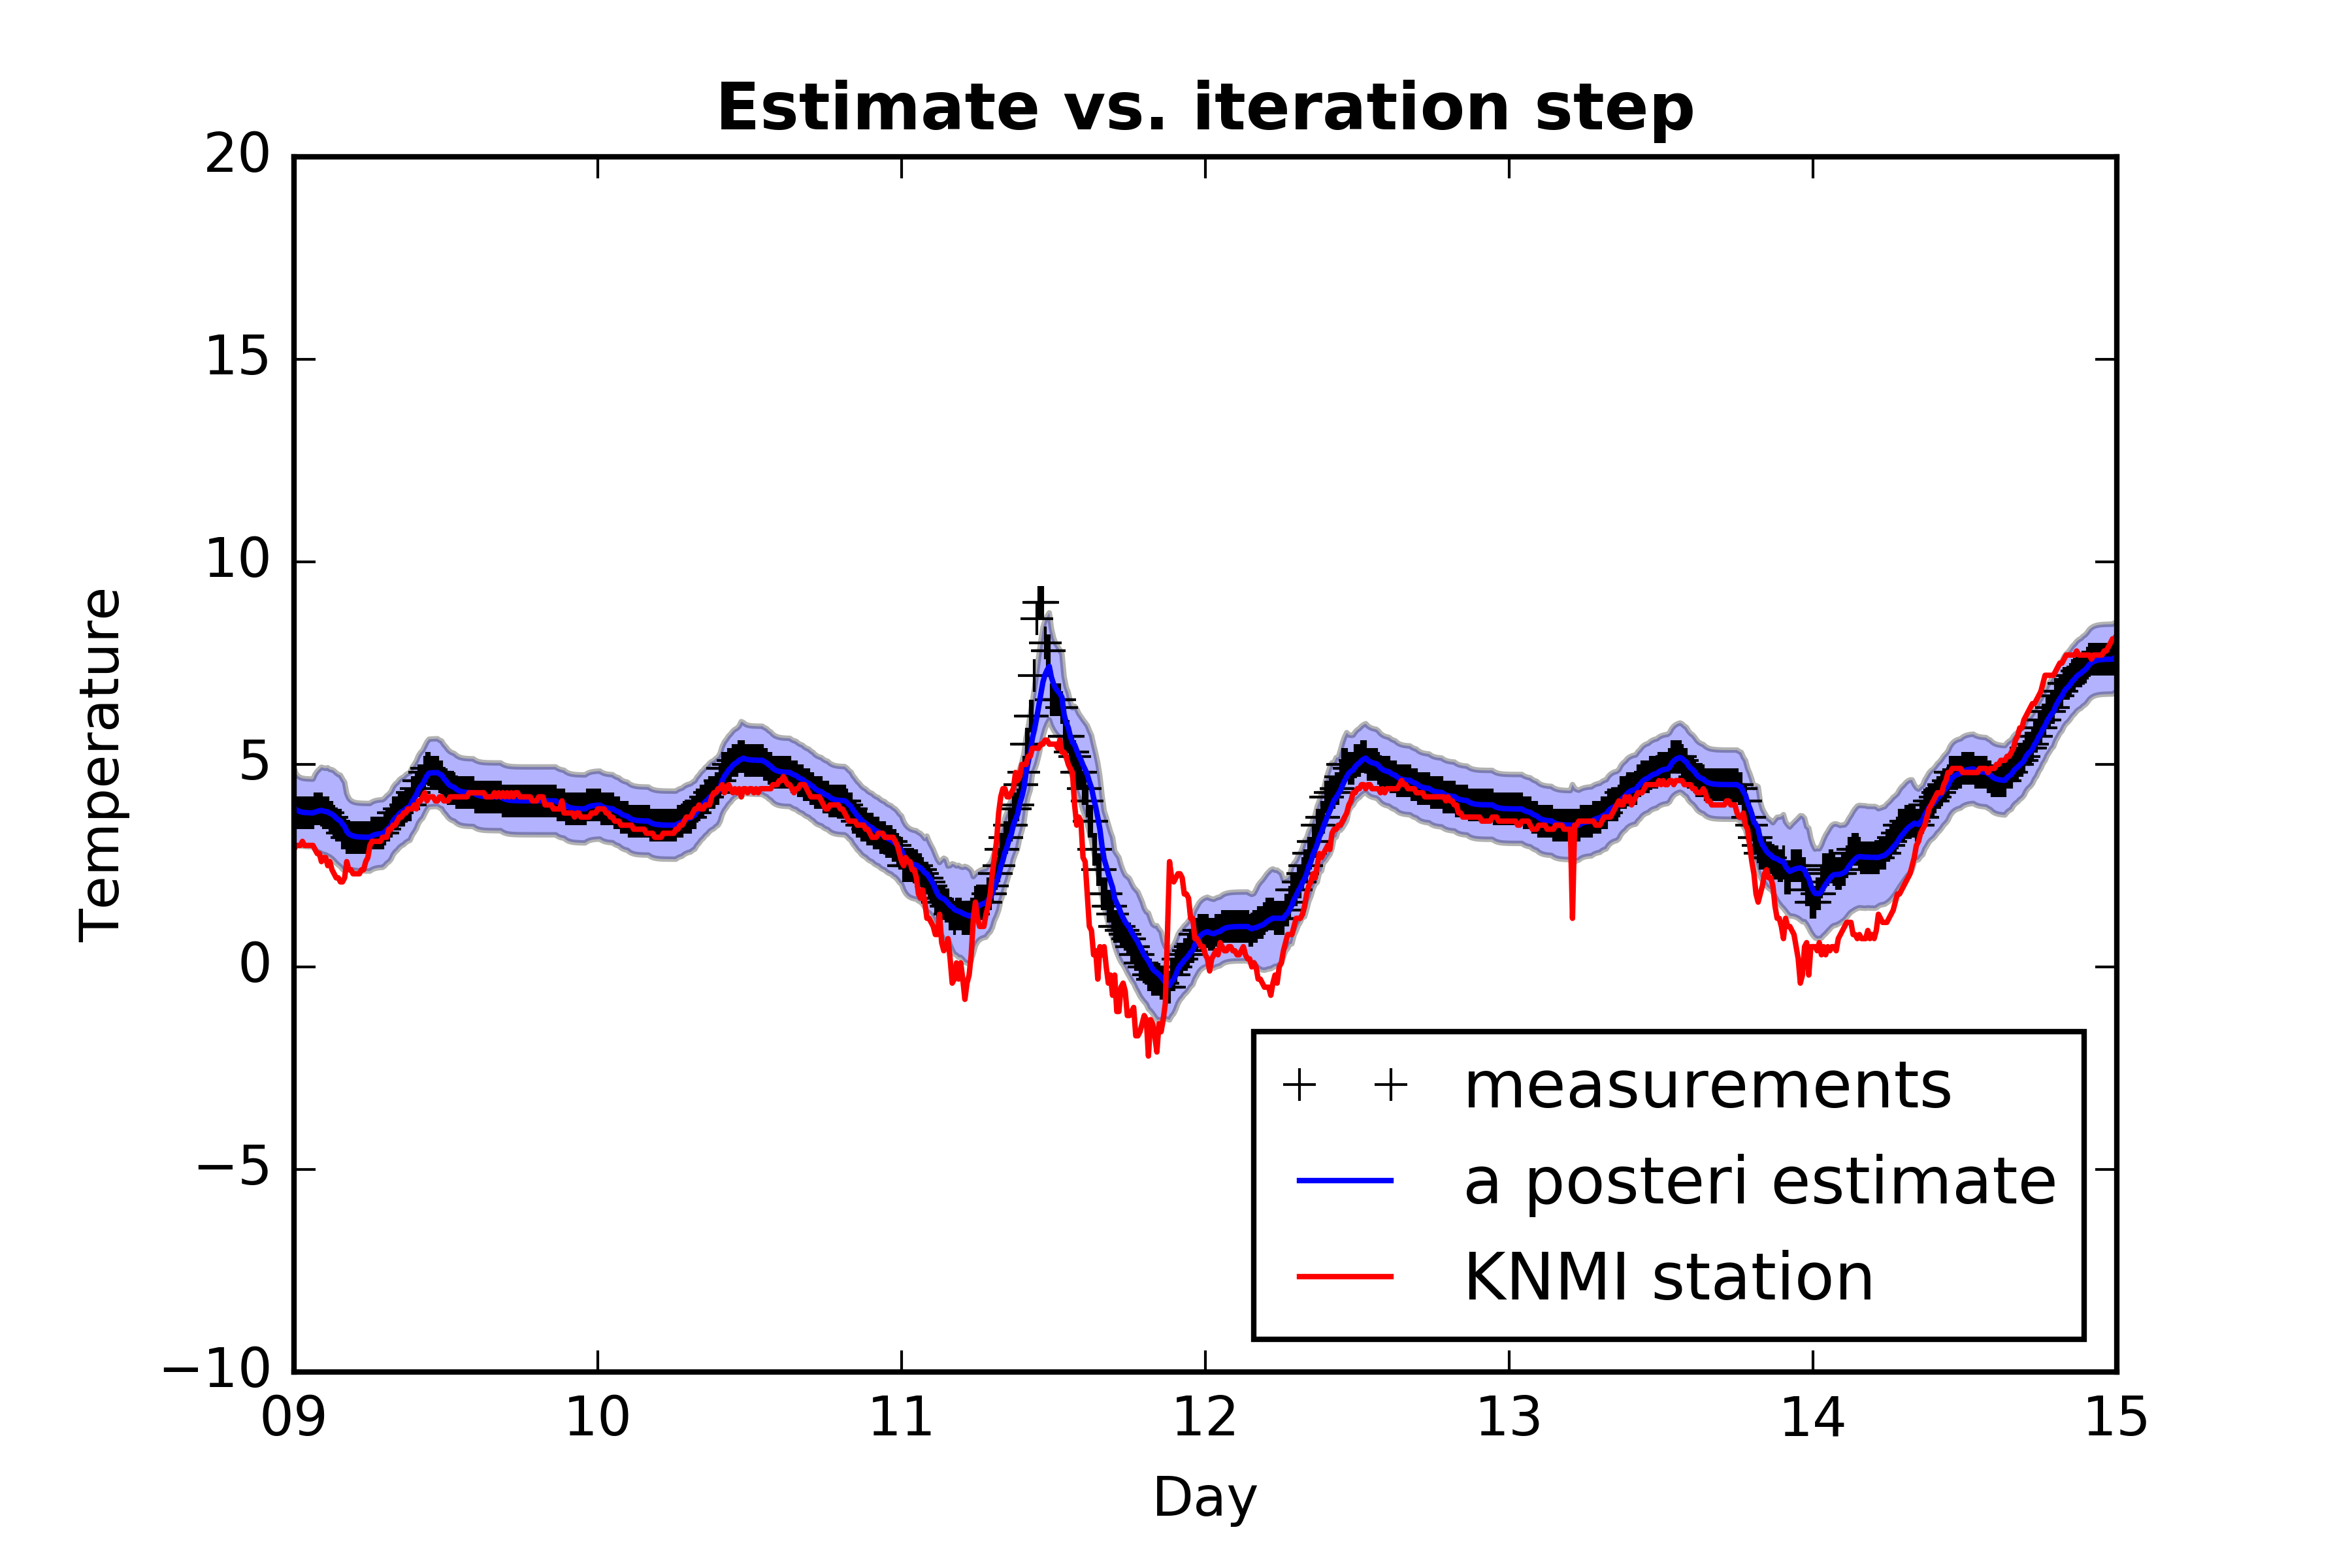 Estimate vs. iteration step
20
15
10
5
0
−5
−10
Temperature
measurements
a posteri estimate
KNMI station
09 10 11 12 13 14 15
Day